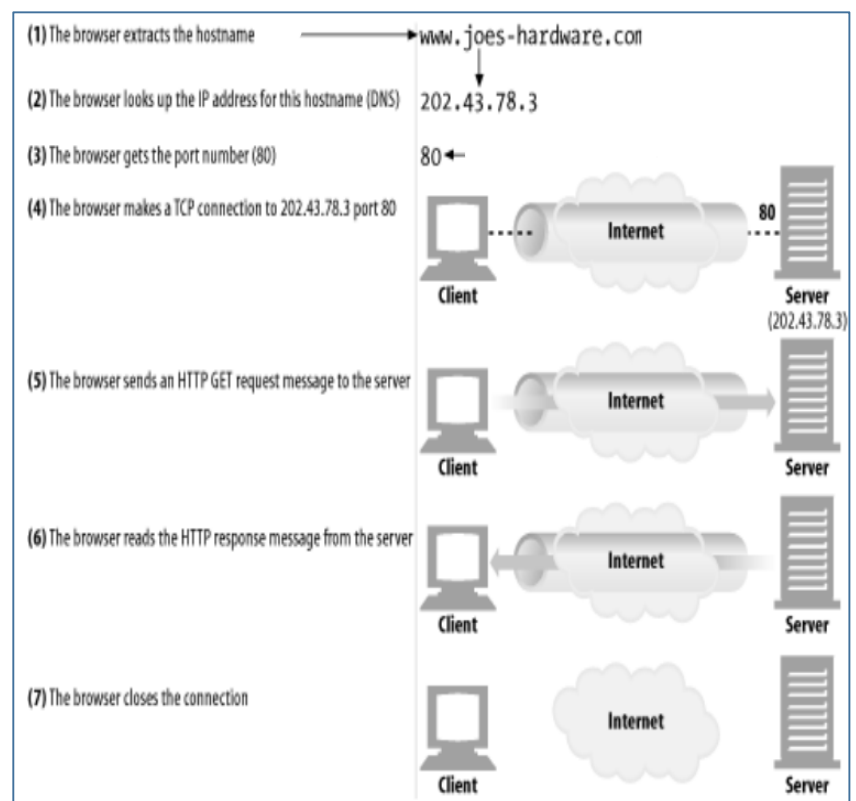 (1) The browser extracts the hostname
www.joes-hardware.com
(2) The browser looks up the IP address for this hostname (DNS)
202.43.78.3
(3) The browser gets the port number (80)
80
(4) The browser makes a TCP connection to 202.43.78.3 port 80
Internet
80
Client
Server
(202.43.78.3)
(5) The browser sends an HTTP GET request message to the server
Internet
Client
Server
(6) The browser reads the HTTP response message from the server
Internet
Client
Server
(7) The browser closes the connection
Internet
Client
Server